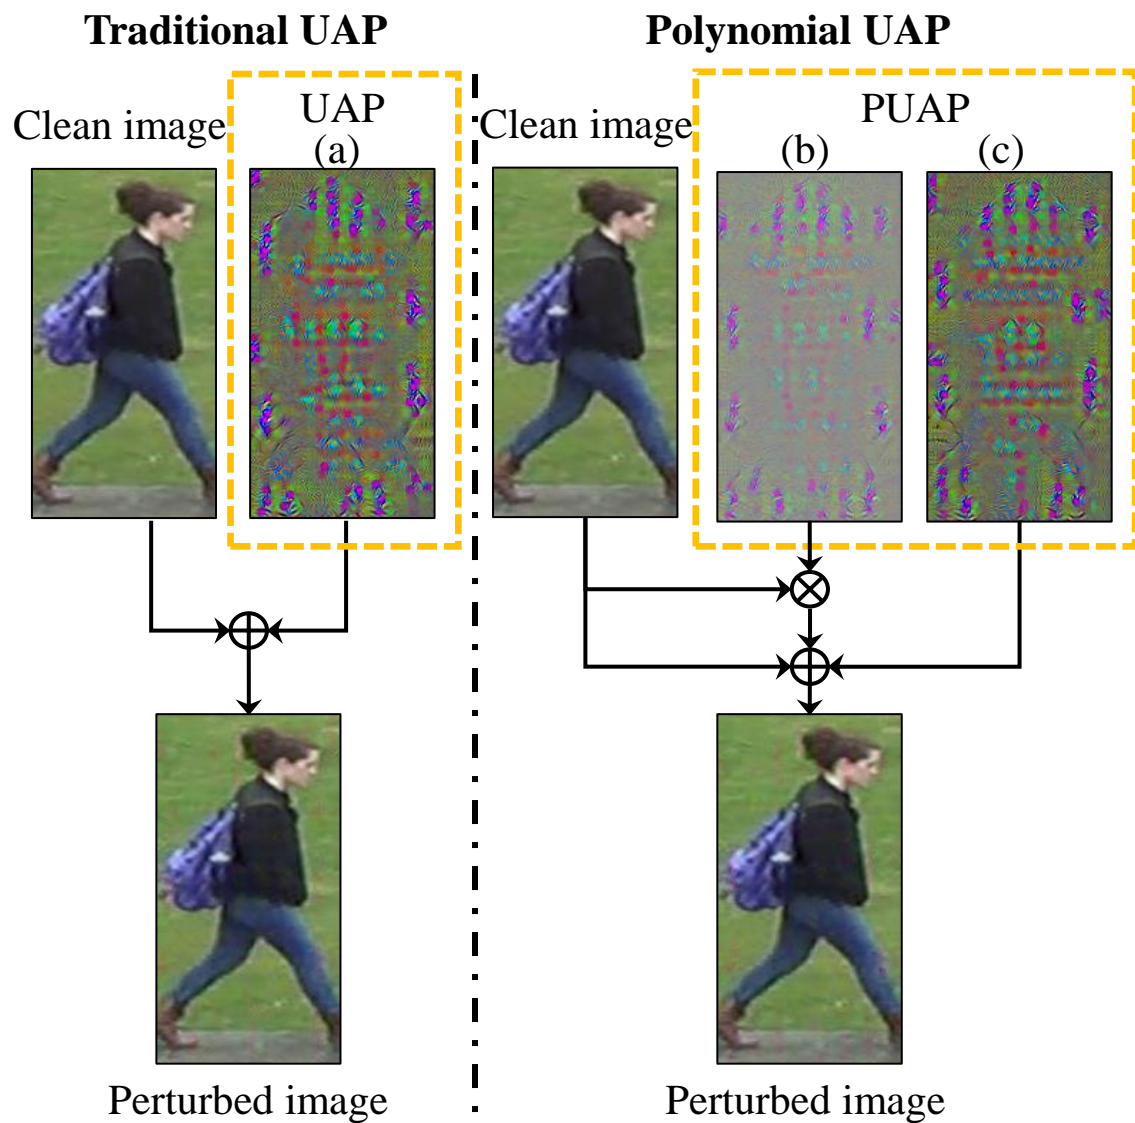 Traditional UAP
Clean image
UAP
(a)
Perturbed image
Polynomial UAP
Clean image
PUAP
(b)
(c)
Perturbed image